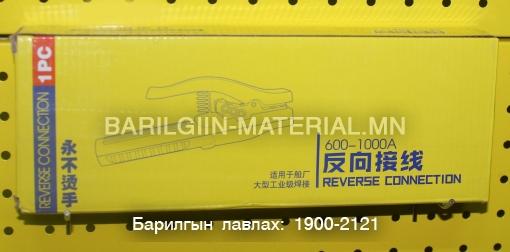 REVERSE CONNECTION
1PC
永不烫手
BARILGIIN-MATERIAL.MN
600-1000A
反向接线
REVERSE CONNECTION
适用于船厂
大型工业级焊接
Барилгын лавлах: 1900-2121